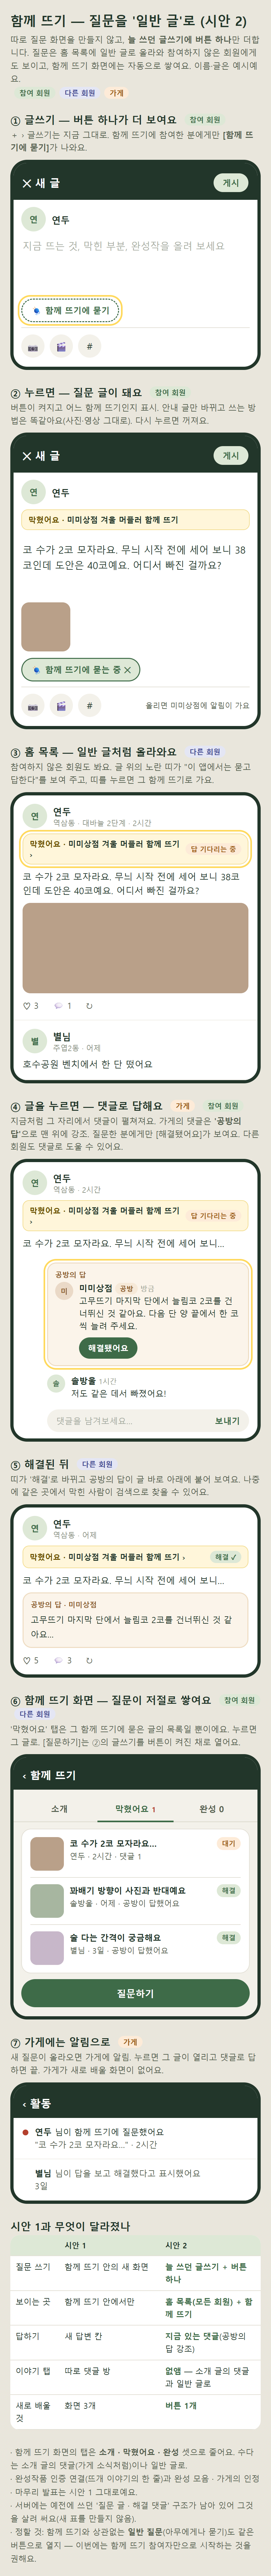 함께 뜨기 — 질문을 '일반 글'로 (시안 2)
따로 질문 화면을 만들지 않고, 늘 쓰던 글쓰기에 버튼 하나만 더합
니다. 질문은 홈 목록에 일반 글로 올라와 참여하지 않은 회원에게
도 보이고, 함께 뜨기 화면에는 자동으로 쌓여요. 이름·글은 예시예
요.
참여 회원 다른 회원 가게
① 글쓰기 — 버튼 하나가 더 보여요 참여 회원
＋ › 글쓰기는 지금 그대로. 함께 뜨기에 참여한 분에게만 [함께 뜨
기에 묻기]가 나와요.
✕ 새 글 게시
연 연두
지금 뜨는 것, 막힌 부분, 완성작을 올려 보세요
함께 뜨기에 묻기
#
② 누르면 — 질문 글이 돼요 참여 회원
버튼이 켜지고 어느 함께 뜨기인지 표시. 안내 글만 바뀌고 쓰는 방
법은 똑같아요(사진·영상 그대로). 다시 누르면 꺼져요.
✕ 새 글 게시
연 연두
막혔어요 · 미미상점 겨울 머플러 함께 뜨기
코 수가 2코 모자라요. 무늬 시작 전에 세어 보니 38
코인데 도안은 40코예요. 어디서 빠진 걸까요?
함께 뜨기에 묻는 중 ✕
# 올리면 미미상점에 알림이 가요
③ 홈 목록 — 일반 글처럼 올라와요 다른 회원
참여하지 않은 회원도 봐요. 글 위의 노란 띠가 "이 앱에서는 묻고
답한다"를 보여 주고, 띠를 누르면 그 함께 뜨기로 가요.
연 연두
역삼동 · 대바늘 2단계 · 2시간
막혔어요 · 미미상점 겨울 머플러 함께 뜨기
› 답 기다리는 중
코 수가 2코 모자라요. 무늬 시작 전에 세어 보니 38코
인데 도안은 40코예요. 어디서 빠진 걸까요?
♡ 3 💬 1 ↻
별 별님
주엽2동 · 어제
호수공원 벤치에서 한 단 떴어요
④ 글을 누르면 — 댓글로 답해요 가게 참여 회원
지금처럼 그 자리에서 댓글이 펼쳐져요. 가게의 댓글은 '공방의
답'으로 맨 위에 강조. 질문한 분에게만 [해결됐어요]가 보여요. 다른
회원도 댓글로 도울 수 있어요.
연 연두
역삼동 · 2시간
막혔어요 · 미미상점 겨울 머플러 함께 뜨기
› 답 기다리는 중
코 수가 2코 모자라요. 무늬 시작 전에 세어 보니...
공방의 답
미 미미상점 공방 방금
고무뜨기 마지막 단에서 늘림코 2코를 건
너뛰신 것 같아요. 다음 단 양 끝에서 한 코
씩 늘려 주세요.
해결됐어요
솔 솔방울 1시간
저도 같은 데서 빠졌어요!
댓글을 남겨보세요... 보내기
⑤ 해결된 뒤 다른 회원
띠가 '해결'로 바뀌고 공방의 답이 글 바로 아래에 붙어 보여요. 나중
에 같은 곳에서 막힌 사람이 검색으로 찾을 수 있어요.
연 연두
역삼동 · 어제
막혔어요 · 미미상점 겨울 머플러 함께 뜨기 › 해결 ✓
코 수가 2코 모자라요. 무늬 시작 전에 세어 보니...
공방의 답 · 미미상점
고무뜨기 마지막 단에서 늘림코 2코를 건너뛰신 것 같
아요...
♡ 5 💬 3 ↻
⑥ 함께 뜨기 화면 — 질문이 저절로 쌓여요 참여 회원
다른 회원
'막혔어요' 탭은 그 함께 뜨기에 묻은 글의 목록일 뿐이에요. 누르면
그 글로. [질문하기]는 ②의 글쓰기를 버튼이 켜진 채로 열어요.
‹ 함께 뜨기
소개 막혔어요 1 완성 0
코 수가 2코 모자라요... 대기
연두 · 2시간 · 댓글 1
꽈배기 방향이 사진과 반대예요 해결
솔방울 · 어제 · 공방이 답했어요
술 다는 간격이 궁금해요 해결
별님 · 3일 · 공방이 답했어요
질문하기
⑦ 가게에는 알림으로 가게
새 질문이 올라오면 가게에 알림. 누르면 그 글이 열리고 댓글로 답
하면 끝. 가게가 새로 배울 화면이 없어요.
‹ 활동
연두 님이 함께 뜨기에 질문했어요
"코 수가 2코 모자라요..." · 2시간
별님 님이 답을 보고 해결했다고 표시했어요
3일
시안 1과 무엇이 달라졌나
시안 1 시안 2
질문 쓰기 함께 뜨기 안의 새 화면 늘 쓰던 글쓰기 + 버튼
하나
보이는 곳 함께 뜨기 안에서만 홈 목록(모든 회원) + 함
께 뜨기
답하기 새 답변 칸 지금 있는 댓글(공방의
답 강조)
이야기 탭 따로 댓글 방 없앰 — 소개 글의 댓글
과 일반 글로
새로 배울
것 화면 3개 버튼 1개
· 함께 뜨기 화면의 탭은 소개 · 막혔어요 · 완성 셋으로 줄어요. 수다
는 소개 글의 댓글(가게 소식처럼)이나 일반 글로.
· 완성작품 인증 연결(뜨개 이야기의 한 줄)과 완성 모음 · 가게의 인정
· 마무리 발표는 시안 1 그대로예요.
· 서버에는 예전에 쓰던 '질문 글 · 해결 댓글' 구조가 남아 있어 그것
을 살려 써요(새 표를 만들지 않음).
· 정할 것: 함께 뜨기와 상관없는 일반 질문(아무에게나 묻기)도 같은
버튼으로 열지 — 이번에는 함께 뜨기 참여자만으로 시작하는 것을
권해요.